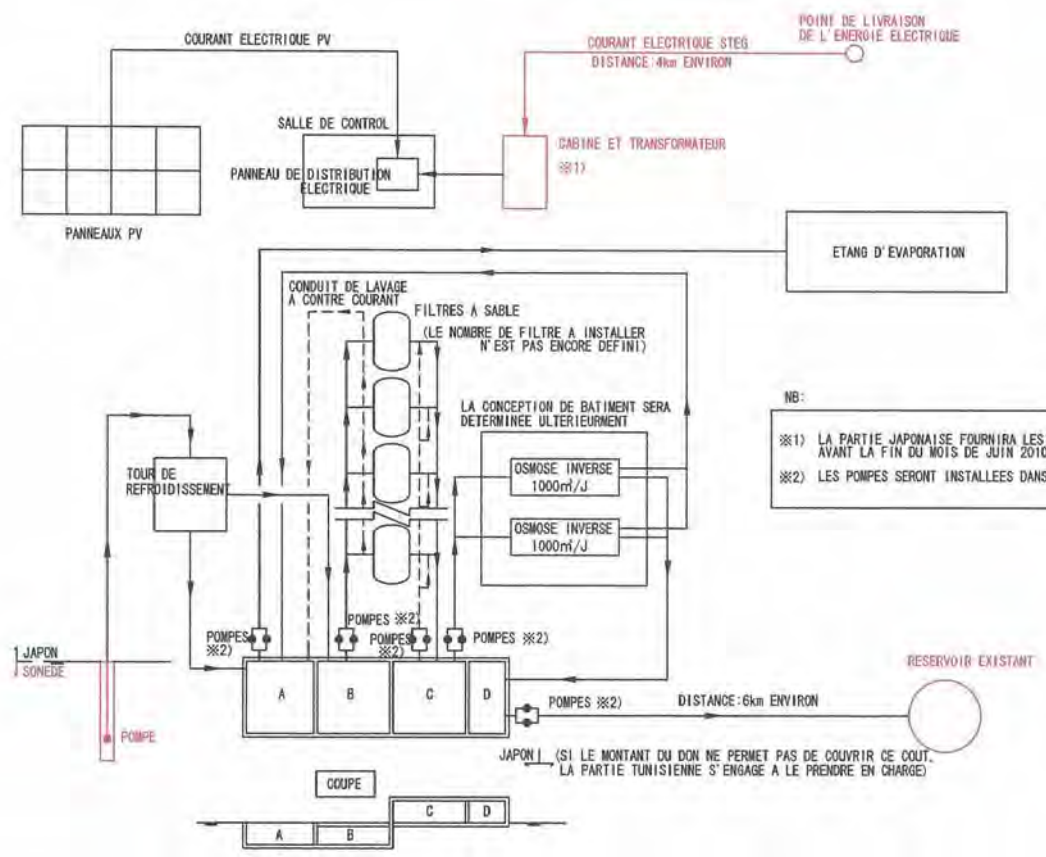 POINT DE LIVRAISON
DE L'ENERGIE ELECTRIQUE
COURANT ELECTRIQUE PV
COURANT ELECTRIQUE STEG
DISTANCE:4km ENVIRON
SALLE DE CONTROL
PANNEAU DE DISTRIBUTION
ELECTRIQUE
CABINE ET TRANSFORMATEUR
※1)
PANNEAUX PV
ETANG D'EVAPORATION
CONDUIT DE LAVAGE
A CONTRE COURANT
FILTRES A SABLE
(LE NOMBRE DE FILTRE A INSTALLER
N'EST PAS ENCORE DEFINI)
LA CONCEPTION DE BATIMENT SERA
DETERMINEE ULTERIEURMENT
NB:
※1) LA PARTIE JAPONAISE FOURNIRA LES
AVANT LA FIN DU MOIS DE JUIN 2010
※2) LES POMPES SERONT INSTALLEES DANS
TOUR DE
REFROIDISSEMENT
OSMOSE INVERSE
1000㎥/J
OSMOSE INVERSE
1000㎥/J
POMPES
※2)
POMPES ※2)
POMPES
※2)
POMPES ※2)
JAPON
SONEDE
POMPE
A
B
C
D
POMPES ※2)
DISTANCE:6km ENVIRON
RESERVOIR EXISTANT
JAPON
(SI LE MONTANT DU DON NE PERMET PAS DE COUVRIR CE COUT,
LA PARTIE TUNISIENNE S'ENGAGE A LE PRENDRE EN CHARGE)
COUPE
C
D
A
B